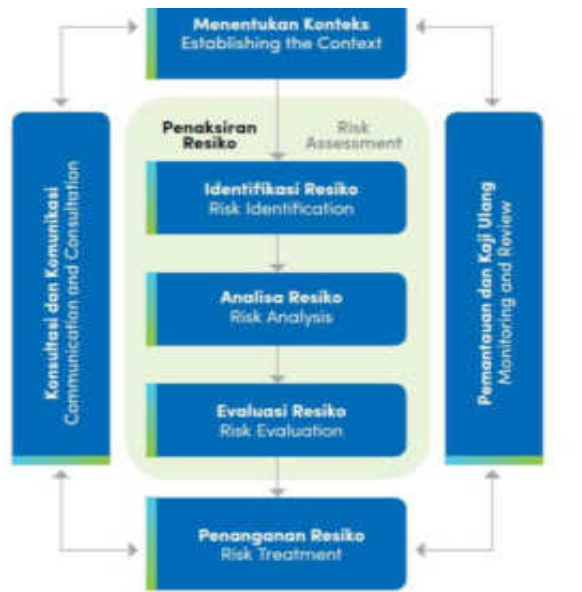 Menentukan Konteks
Establishing the Context
Penaksiran
Resiko
Risk
Assessment
Konsultasi dan Komunikasi
Communication and Consultation
Identifikasi Resiko
Risk Identification
Analisa Resiko
Risk Analysis
Evaluasi Resiko
Risk Evaluation
Pemantauan dan Kaji Ulang
Monitoring and Review
Penanganan Resiko
Risk Treatment